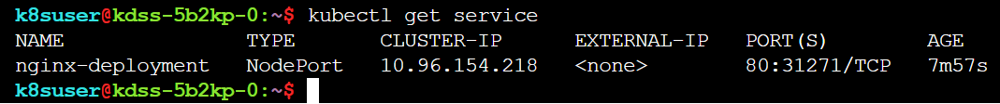 k8suser@kdss-5b2kp-0:~$ kubectl get service
NAME TYPE CLUSTER-IP EXTERNAL-IP PORT(S) AGE
nginx-deployment NodePort 10.96.154.218 <none> 80:31271/TCP 7m57s
k8suser@kdss-5b2kp-0:~$